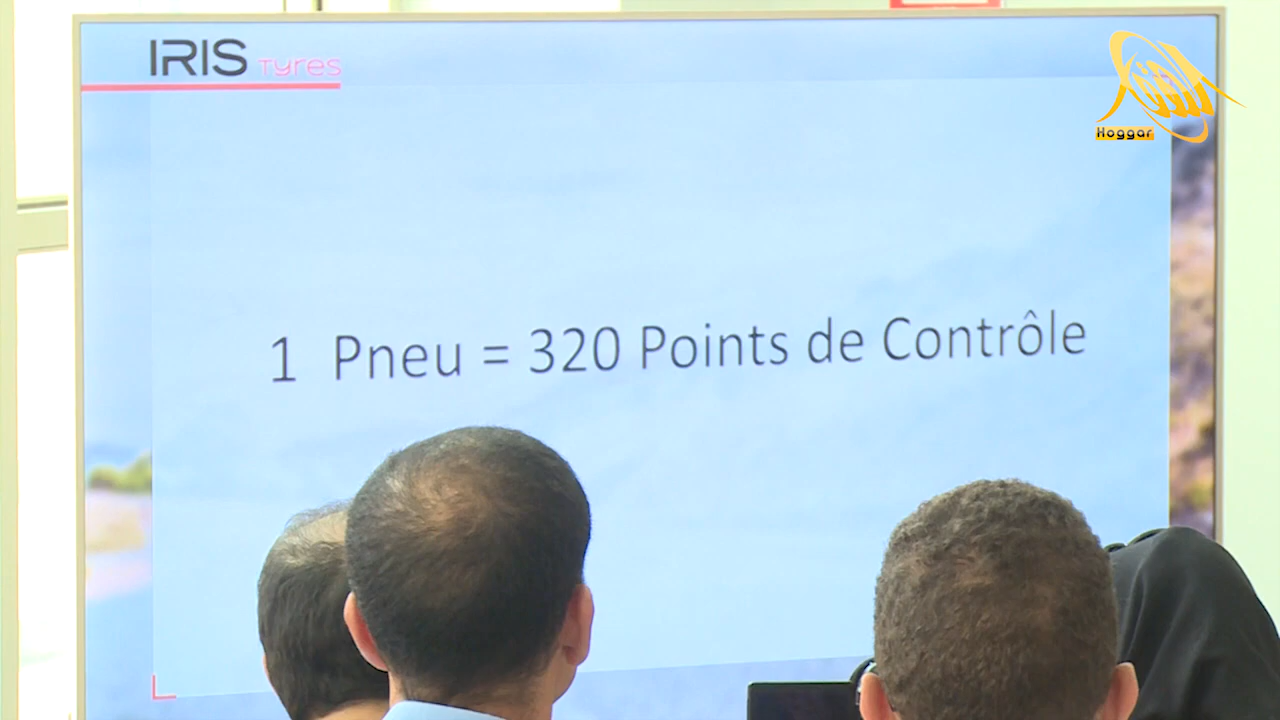 IRIS Tyres
Hoggar
1 Pneu = 320 Points de Contrôle